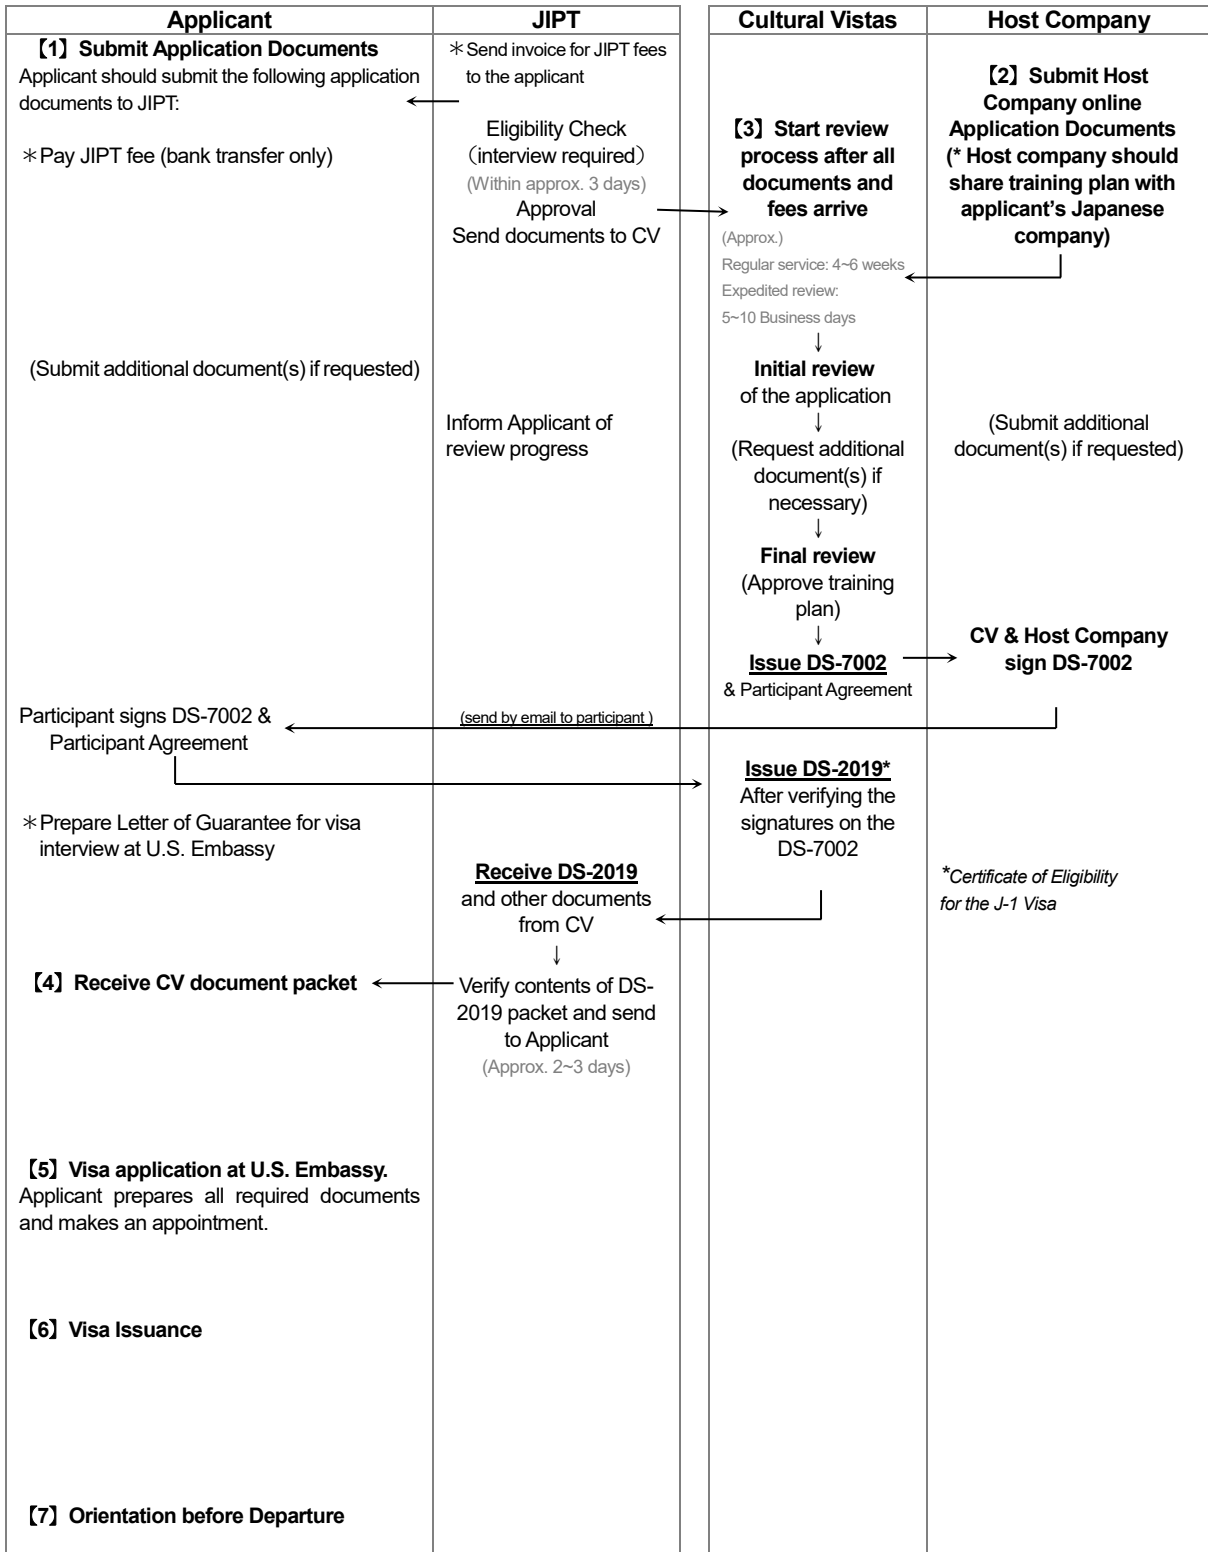 Applicant
JIPT
Cultural Vistas
Host Company
【1】Submit Application Documents
Applicant should submit the following application
documents to JIPT:
＊Pay JIPT fee (bank transfer only)
(Submit additional document(s) if requested)
Participant signs DS-7002 &
Participant Agreement
＊Prepare Letter of Guarantee for visa
interview at U.S. Embassy
【4】Receive CV document packet
【5】Visa application at U.S. Embassy.
Applicant prepares all required documents
and makes an appointment.
【6】Visa Issuance
【7】Orientation before Departure
＊Send invoice for JIPT fees
to the applicant
Eligibility Check
（interview required）
(Within approx. 3 days)
Approval
Send documents to CV
Inform Applicant of
review progress
(send by email to participant )
Receive DS-2019
and other documents
from CV
↓
Verify contents of DS-
2019 packet and send
to Applicant
(Approx. 2~3 days)
【3】Start review
process after all
documents and
fees arrive
(Approx.)
Regular service: 4~6 weeks
Expedited review:
5~10 Business days
↓
Initial review
of the application
↓
(Request additional
document(s) if
necessary)
↓
Final review
(Approve training
plan)
↓
Issue DS-7002
& Participant Agreement
Issue DS-2019*
After verifying the
signatures on the
DS-7002
【2】Submit Host
Company online
Application Documents
(* Host company should
share training plan with
applicant’s Japanese
company)
(Submit additional
document(s) if requested)
CV & Host Company
sign DS-7002
*Certificate of Eligibility
for the J-1 Visa